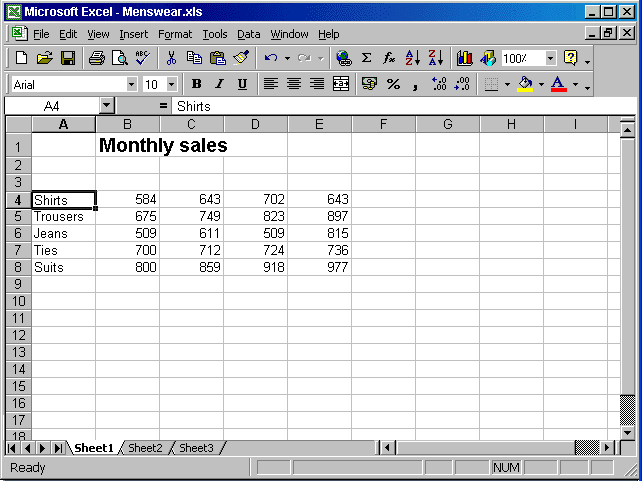 Microsoft Excel - Menswear.xls
File Edit View Insert Format Tools Data Window Help
100%
Arial 10 B I U % ,
A4 = Shirts
A B C D E F G H I
1 Monthly sales
2
3
4 Shirts 584 643 702 643
5 Trousers 675 749 823 897
6 Jeans 509 611 509 815
7 Ties 700 712 724 736
8 Suits 800 859 918 977
9
10
11
12
13
14
15
16
17
18
Sheet1 Sheet2 Sheet3
Ready NUM